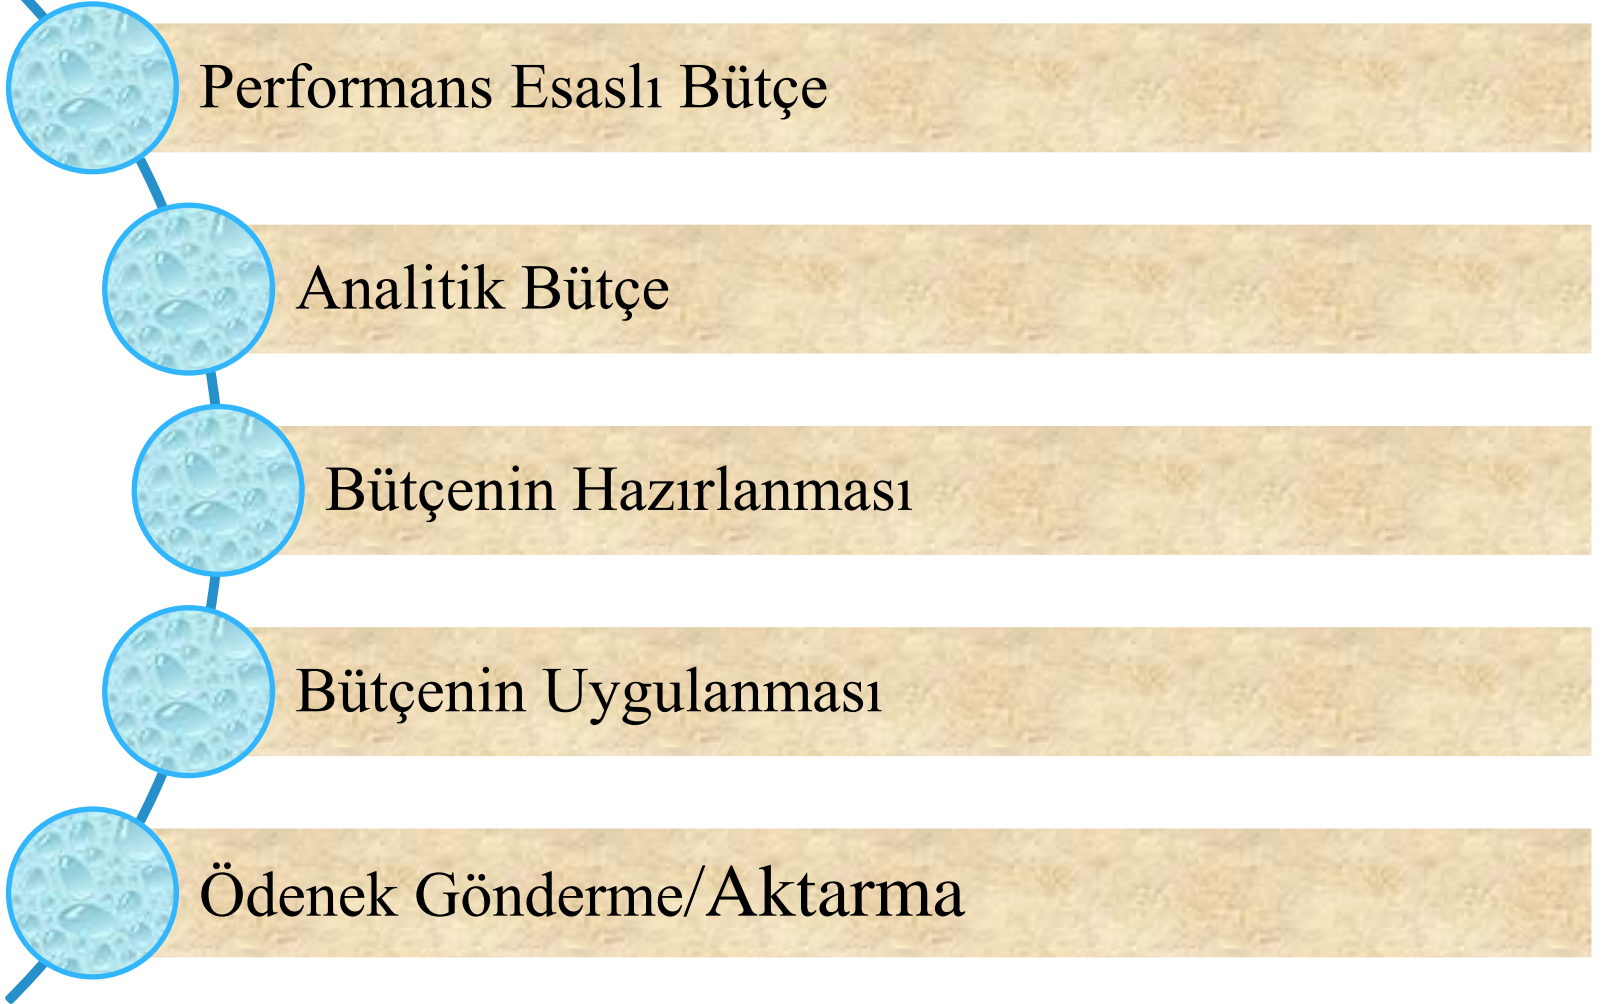 Performans Esaslı Bütçe
Analitik Bütçe
Bütçenin Hazırlanması
Bütçenin Uygulanması
Ödenek Gönderme/Aktarma